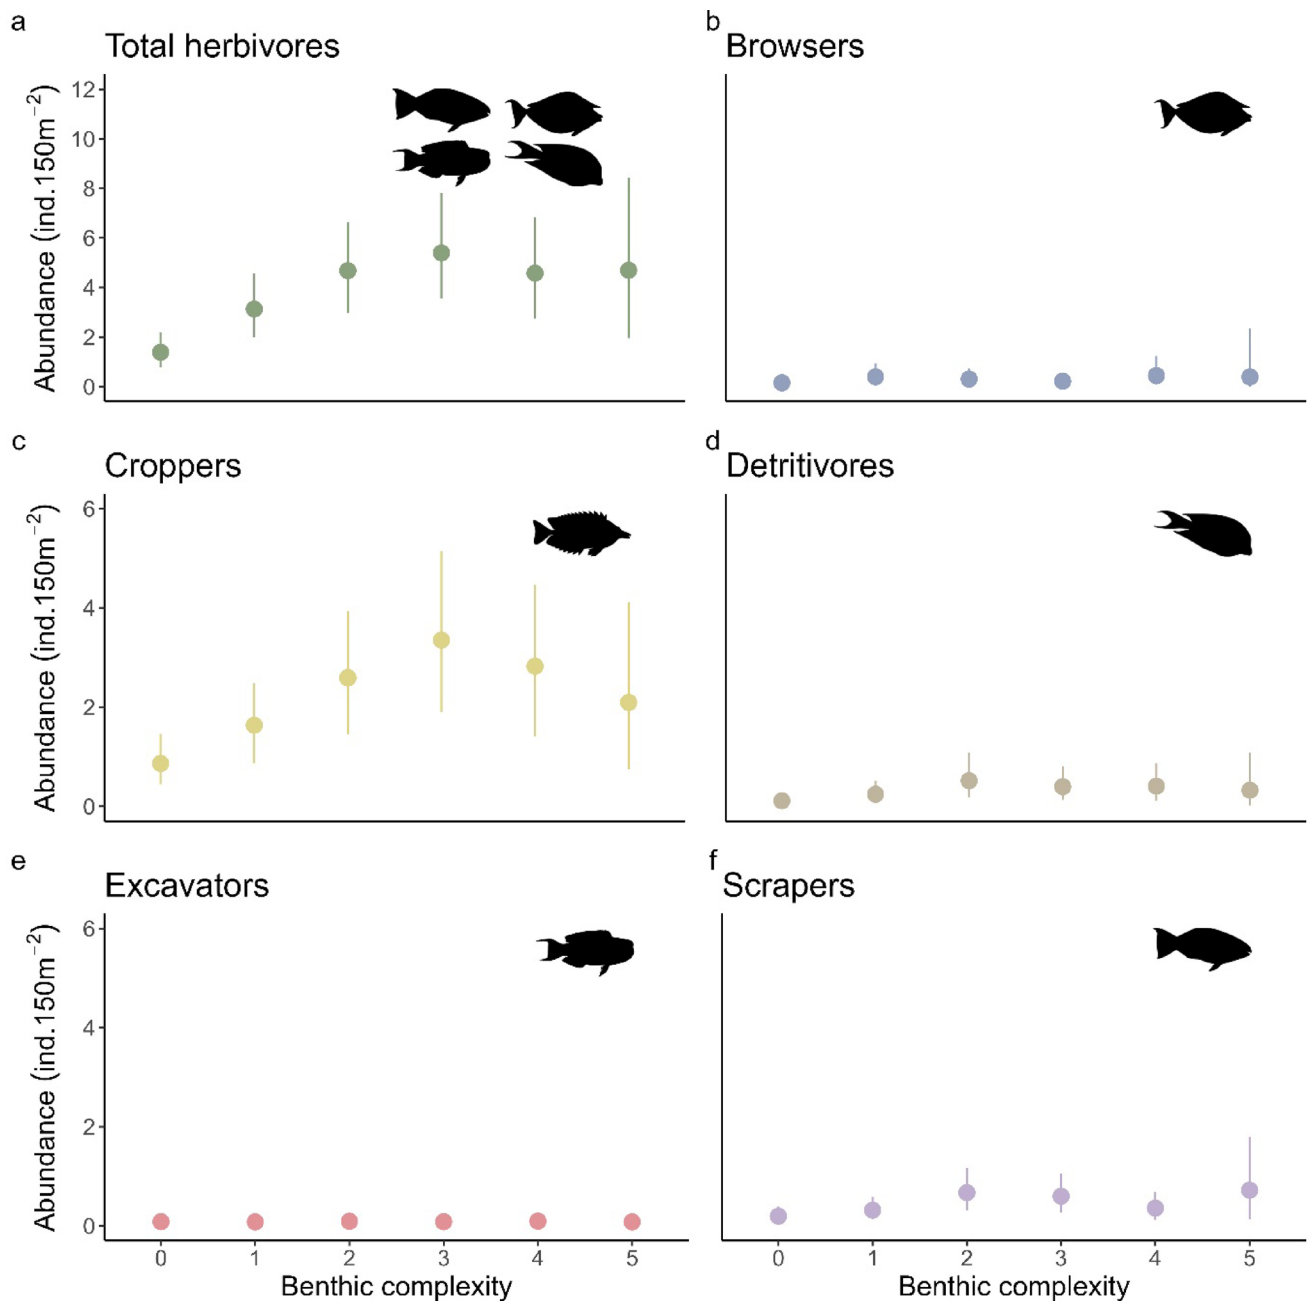 a
Total herbivores
b
Browsers
Abundance (ind.150m⁻²)
12
10
8
6
4
2
0
c
Croppers
d
Detritivores
Abundance (ind.150m⁻²)
6
4
2
0
e
Excavators
f
Scrapers
Abundance (ind.150m⁻²)
6
4
2
0
0 1 2 3 4 5
0 1 2 3 4 5
Benthic complexity
Benthic complexity